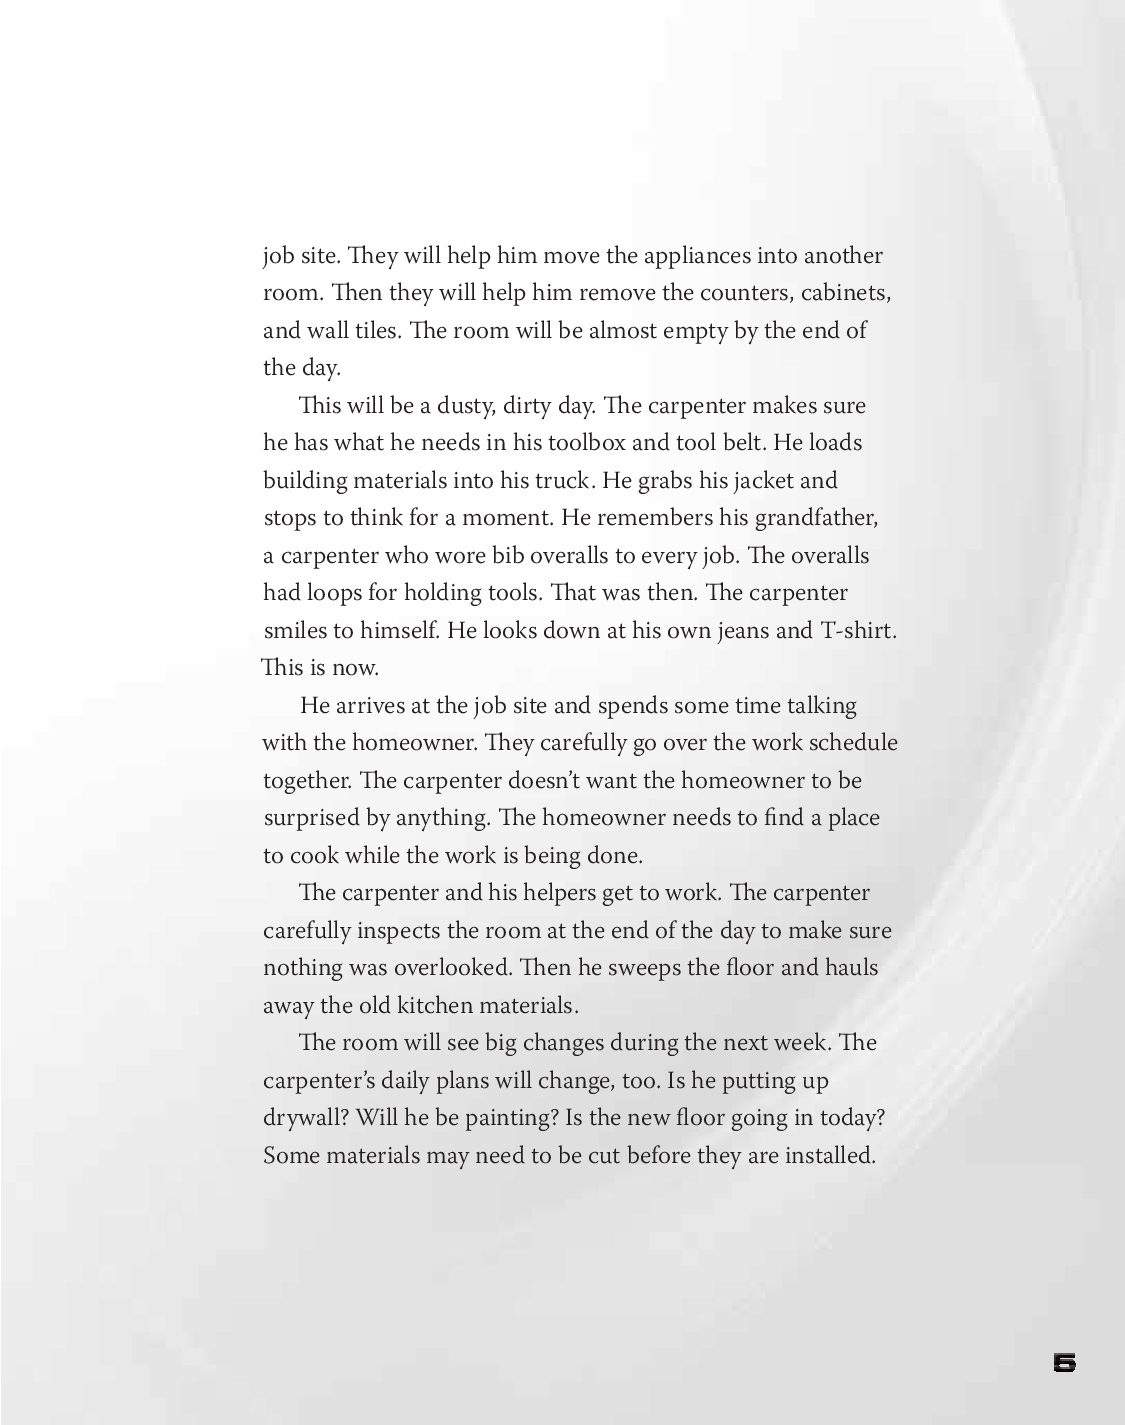 job site. They will help him move the appliances into another
room. Then they will help him remove the counters, cabinets,
and wall tiles. The room will be almost empty by the end of
the day.
This will be a dusty, dirty day. The carpenter makes sure
he has what he needs in his toolbox and tool belt. He loads
building materials into his truck. He grabs his jacket and
stops to think for a moment. He remembers his grandfather,
a carpenter who wore bib overalls to every job. The overalls
had loops for holding tools. That was then. The carpenter
smiles to himself. He looks down at his own jeans and T-shirt.
This is now.
He arrives at the job site and spends some time talking
with the homeowner. They carefully go over the work schedule
together. The carpenter doesn’t want the homeowner to be
surprised by anything. The homeowner needs to find a place
to cook while the work is being done.
The carpenter and his helpers get to work. The carpenter
carefully inspects the room at the end of the day to make sure
nothing was overlooked. Then he sweeps the floor and hauls
away the old kitchen materials.
The room will see big changes during the next week. The
carpenter’s daily plans will change, too. Is he putting up
drywall? Will he be painting? Is the new floor going in today?
Some materials may need to be cut before they are installed.